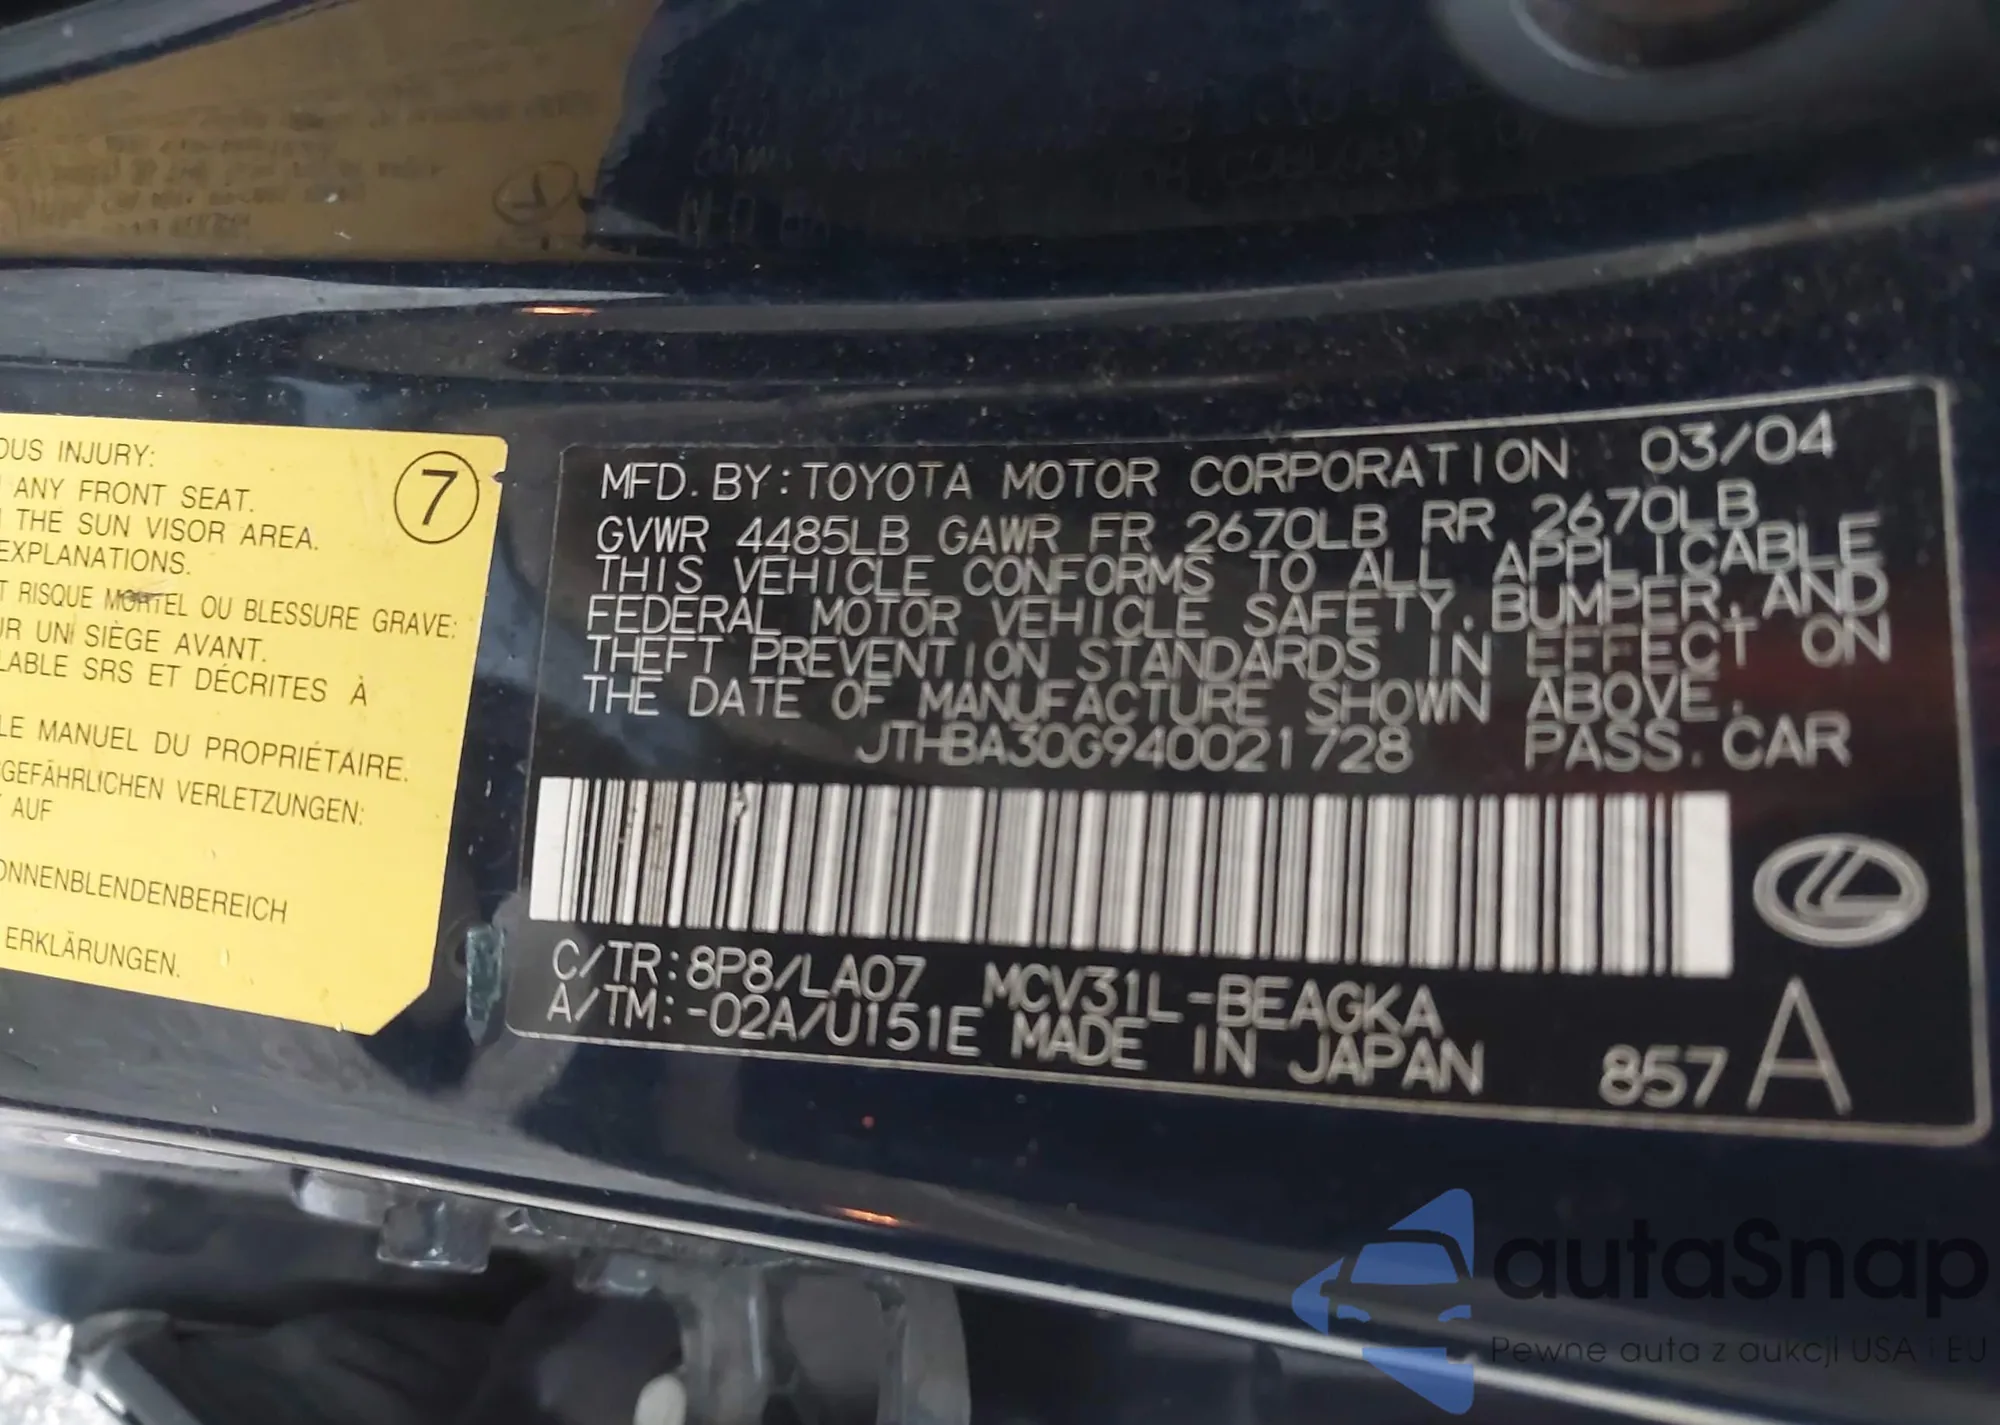 OUS INJURY:
ANY FRONT SEAT.
THE SUN VISOR AREA.
EXPLANATIONS.
7
T RISQUE MORTEL OU BLESSURE GRAVE:
UR UN SIÈGE AVANT.
LABLE SRS ET DÉCRITES À
LE MANUEL DU PROPRIÉTAIRE.
GEFÄHRLICHEN VERLETZUNGEN:
AUF
ONNENBLENDENBEREICH
ERKLÄRUNGEN.
MFD. BY: TOYOTA MOTOR CORPORATION 03/04
GVWR 4485LB GAWR FR 2670LB RR 2670LB
THIS VEHICLE CONFORMS TO ALL APPLICABLE
FEDERAL MOTOR VEHICLE SAFETY, BUMPER, AND
THEFT PREVENTION STANDARDS IN EFFECT ON
THE DATE OF MANUFACTURE SHOWN ABOVE.
JTHBA30G940021728 PASS. CAR
C/TR: 8P8/LA07 MCV31L-BEAGKA
A/TM: -02A/U151E MADE IN JAPAN 857 A
autaSnap
Pewne auta z aukcji USA i EU